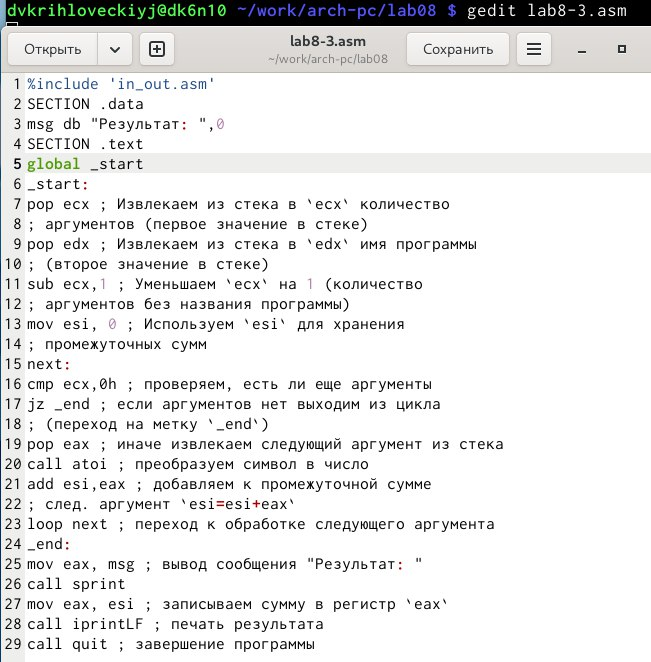 dvkrihloveckiyj@dk6n10 ~/work/arch-pc/lab08 $ gedit lab8-3.asm
Открыть
lab8-3.asm
~/work/arch-pc/lab08
Сохранить
1 %include 'in_out.asm'
2 SECTION .data
3 msg db "Результат: ",0
4 SECTION .text
5 global _start
6 _start:
7 pop ecx ; Извлекаем из стека в `ecx` количество
8 ; аргументов (первое значение в стеке)
9 pop edx ; Извлекаем из стека в `edx` имя программы
10 ; (второе значение в стеке)
11 sub ecx,1 ; Уменьшаем `ecx` на 1 (количество
12 ; аргументов без названия программы)
13 mov esi, 0 ; Используем `esi` для хранения
14 ; промежуточных сумм
15 next:
16 cmp ecx,0h ; проверяем, есть ли еще аргументы
17 jz _end ; если аргументов нет выходим из цикла
18 ; (переход на метку `_end`)
19 pop eax ; иначе извлекаем следующий аргумент из стека
20 call atoi ; преобразуем символ в число
21 add esi,eax ; добавляем к промежуточной сумме
22 ; след. аргумент `esi=esi+eax`
23 loop next ; переход к обработке следующего аргумента
24 _end:
25 mov eax, msg ; вывод сообщения "Результат: "
26 call sprint
27 mov eax, esi ; записываем сумму в регистр `eax`
28 call iprintLF ; печать результата
29 call quit ; завершение программы